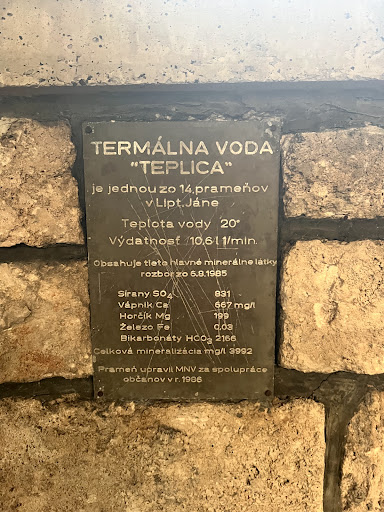 TERMÁLNA VODA
"TEPLICA"
je jednou zo 14.prameňov
v Lipt.Jáne
Teplota vody 20°
Výdatnosť /10,6 l 1/min.
Obsahuje tieto hlavné minerálne látky
rozbor zo 6.9.1985
Sírany SO4 931
Vápnik Ca 667 mg/l
Horčík Mg 199
Železo Fe 0,03
Bikarbonáty HCO3 2166
Celková mineralizácia mg/l 3992
Prameň upravil MNV za spolupráce
občanov v r. 1986